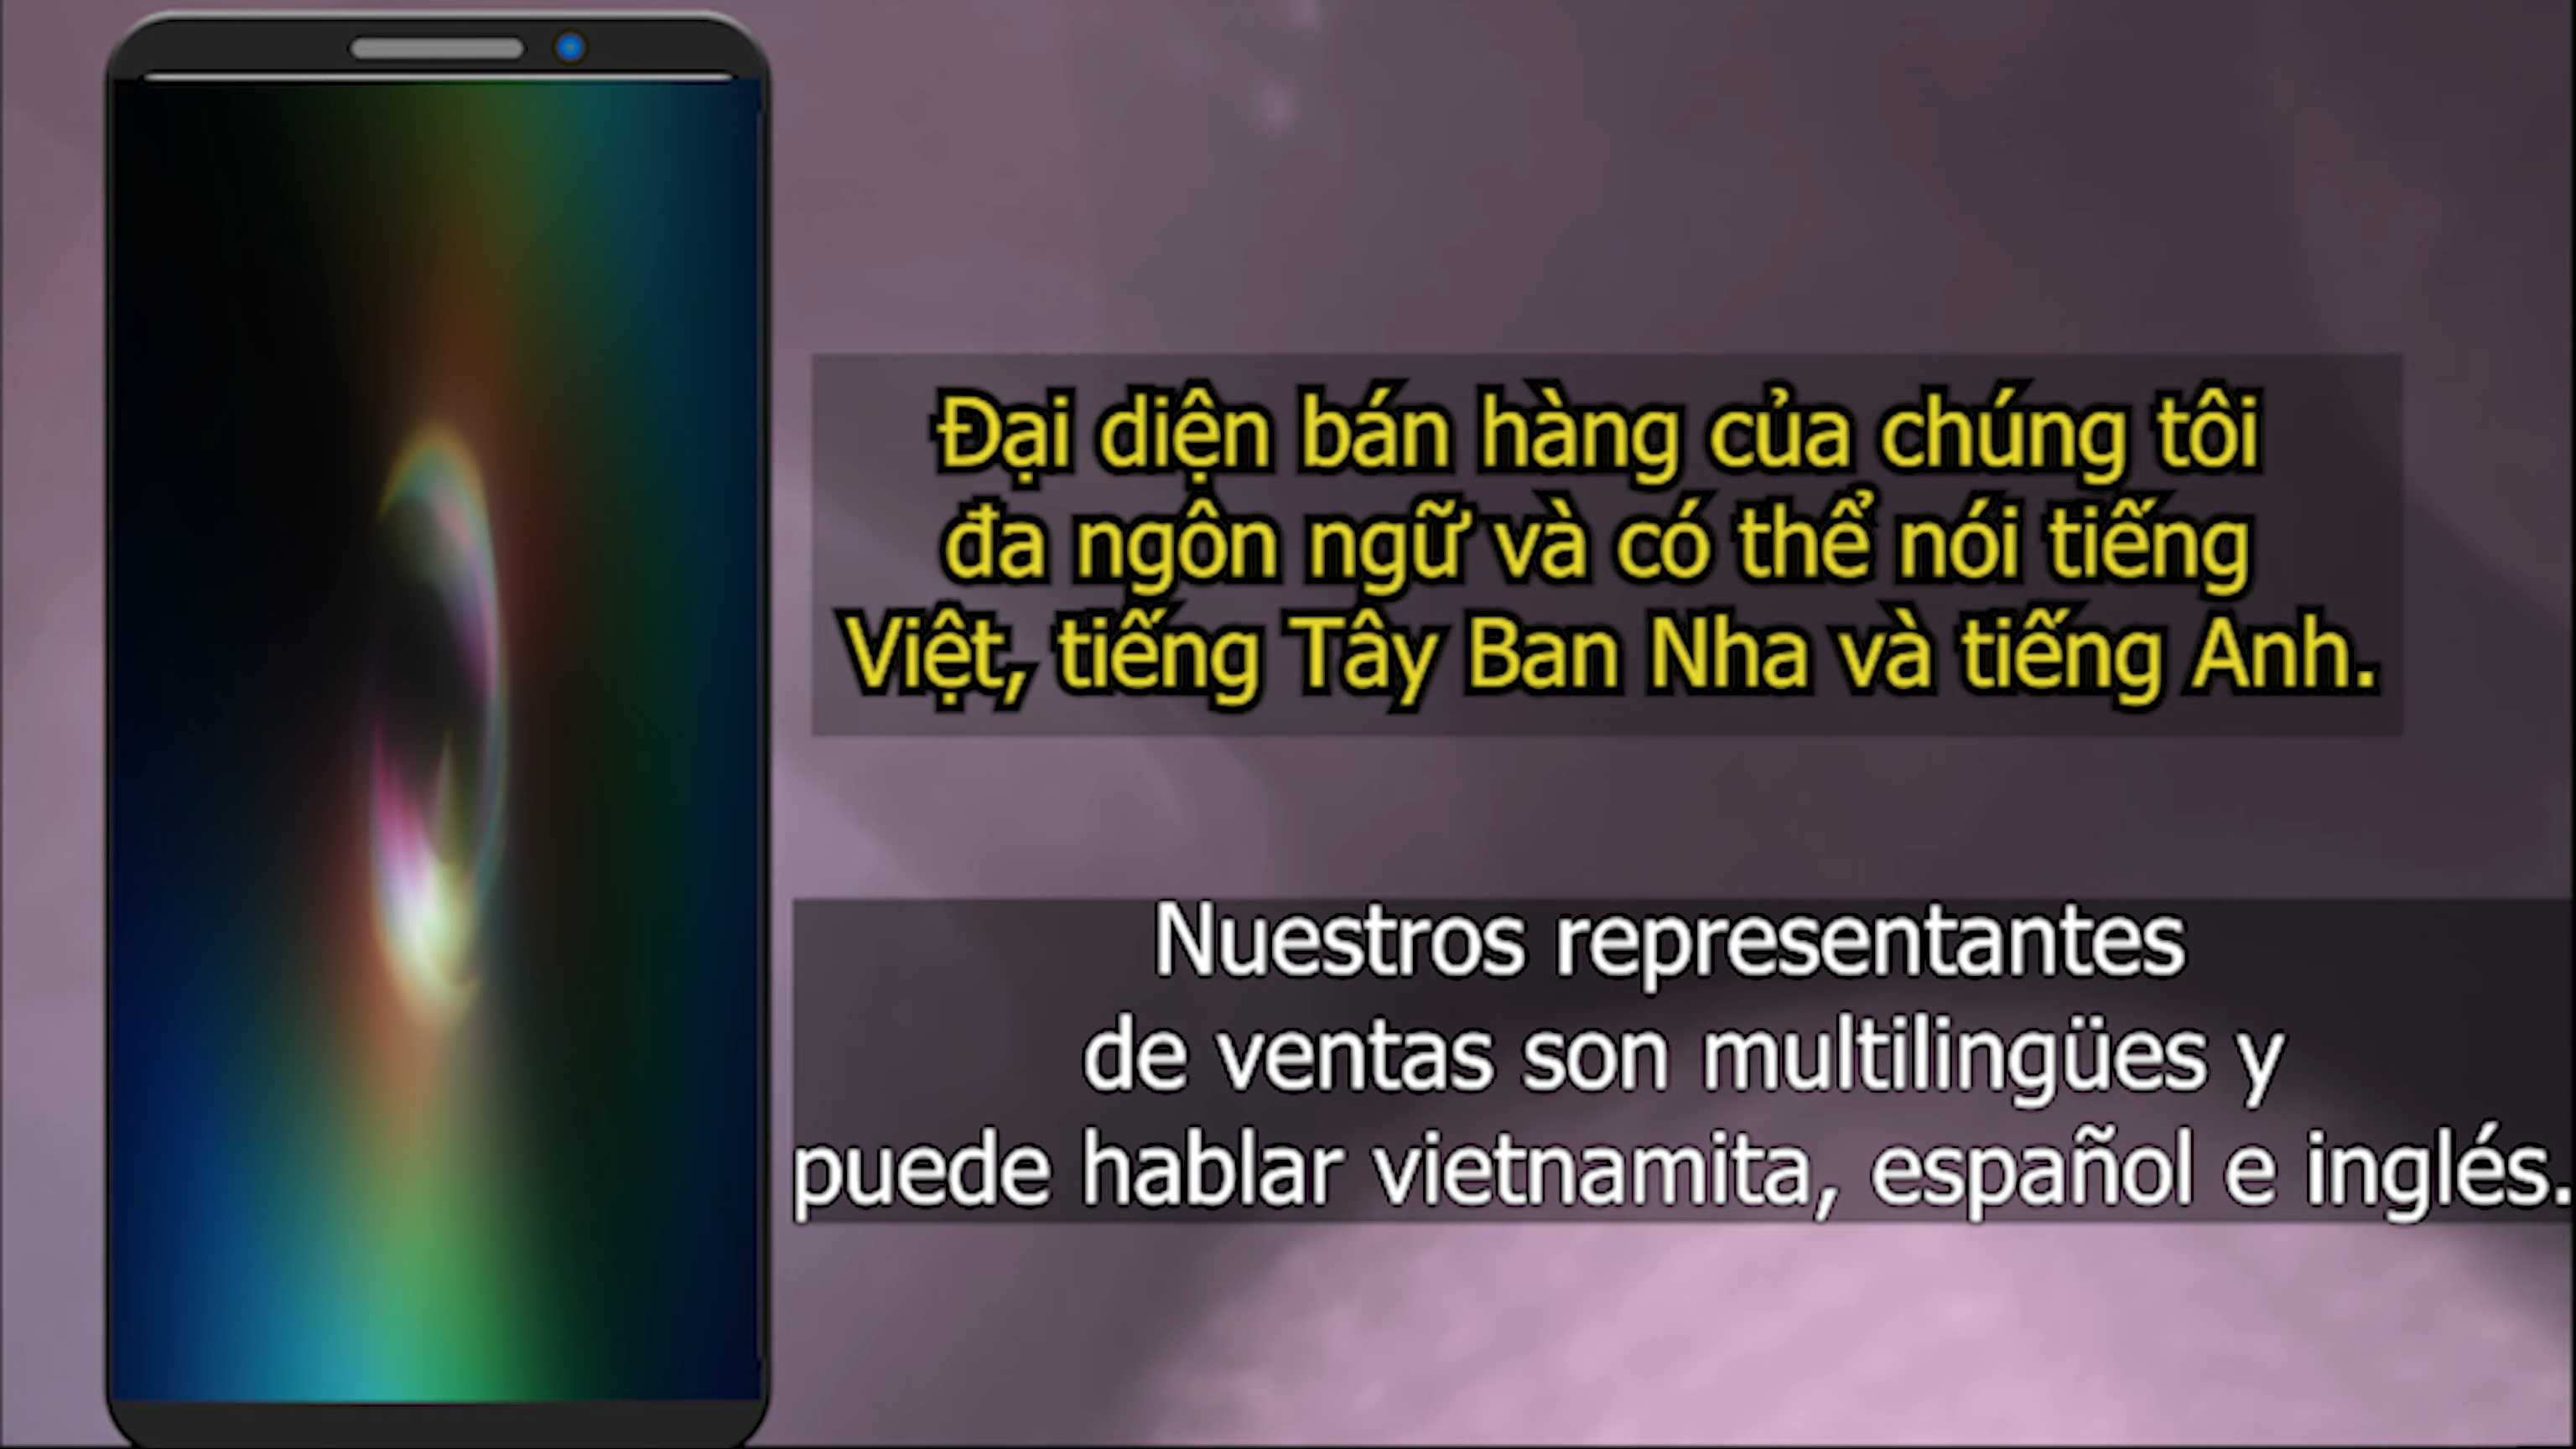 Đại diện bán hàng của chúng tôi
đa ngôn ngữ và có thể nói tiếng
Việt, tiếng Tây Ban Nha và tiếng Anh.
Nuestros representantes
de ventas son multilingües y
puede hablar vietnamita, español e inglés.